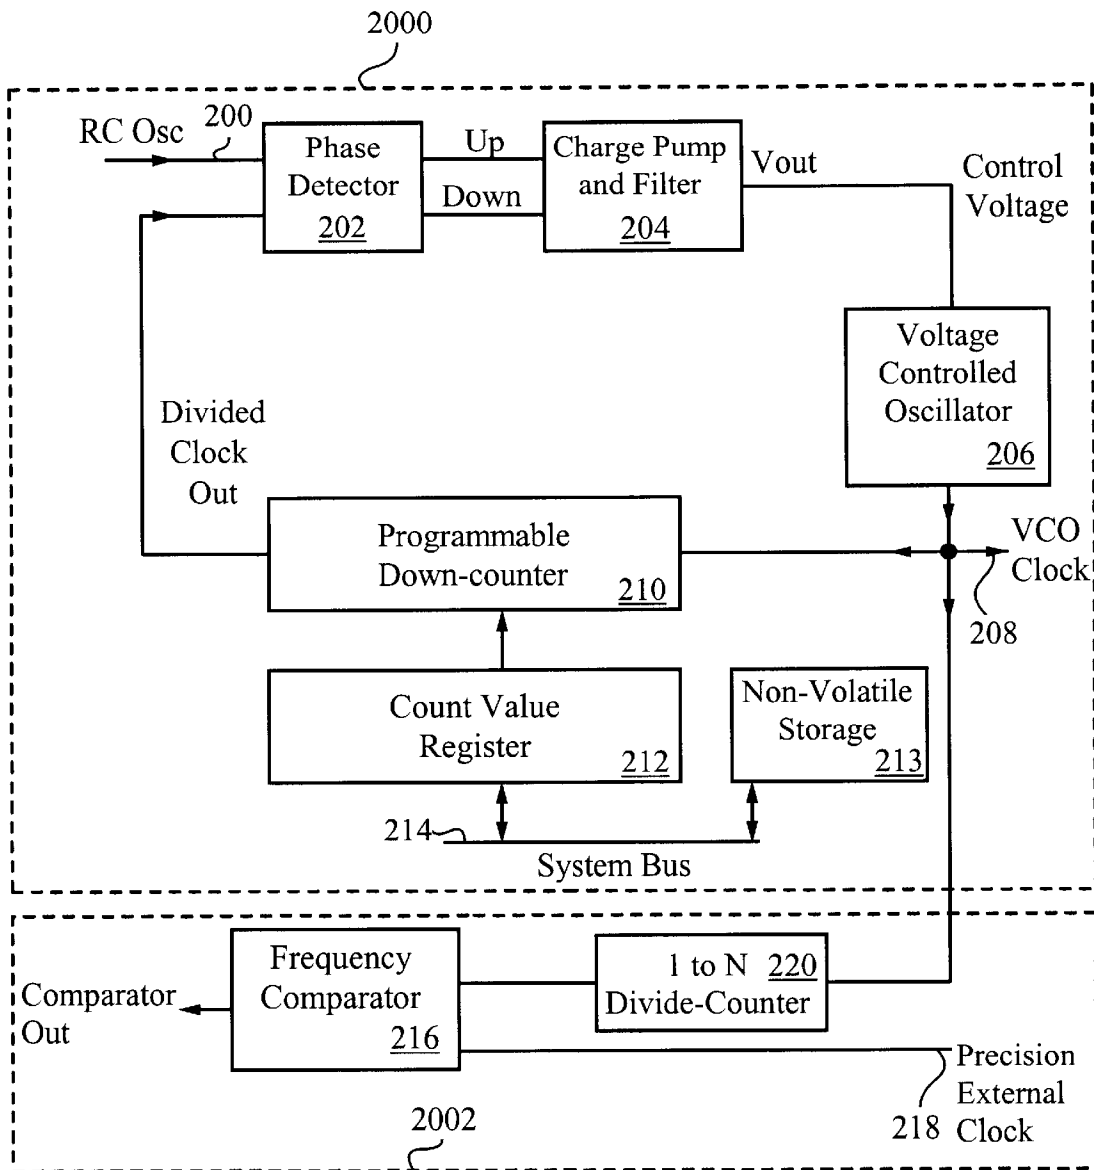 2000
RC Osc
200
Phase
Detector
202
Up
Down
Charge Pump
and Filter
204
Vout
Control
Voltage
Voltage
Controlled
Oscillator
206
Divided
Clock
Out
Programmable
Down-counter
210
VCO
Clock
208
Count Value
Register
212
Non-Volatile
Storage
213
214
System Bus
Frequency
Comparator
216
1 to N 220
Divide-Counter
Comparator
Out
Precision
External
Clock
218
2002